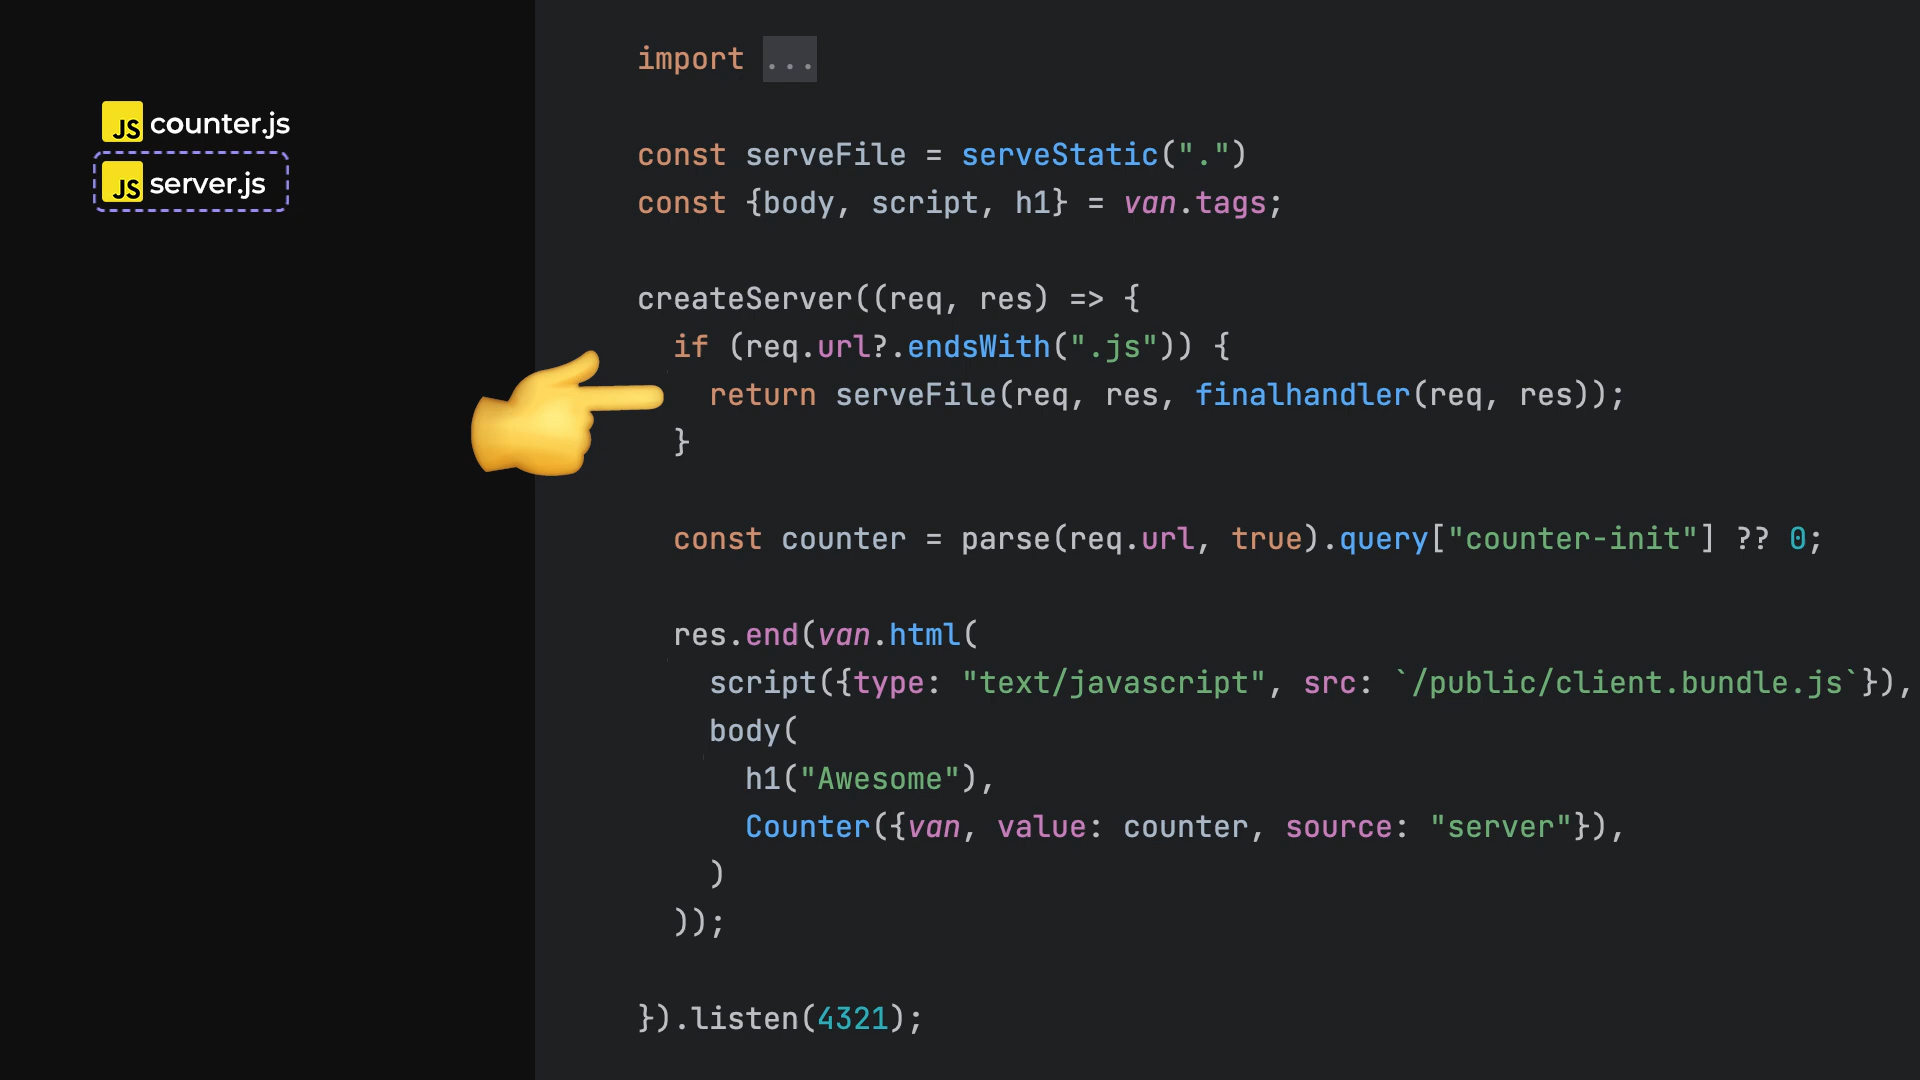 JS counter.js
JS server.js
import ...
const serveFile = serveStatic(".")
const {body, script, h1} = van.tags;
createServer((req, res) => {
if (req.url?.endsWith(".js")) {
return serveFile(req, res, finalhandler(req, res));
}
const counter = parse(req.url, true).query["counter-init"] ?? 0;
res.end(van.html(
script({type: "text/javascript", src: `/public/client.bundle.js`}),
body(
h1("Awesome"),
Counter({van, value: counter, source: "server"}),
)
));
}).listen(4321);